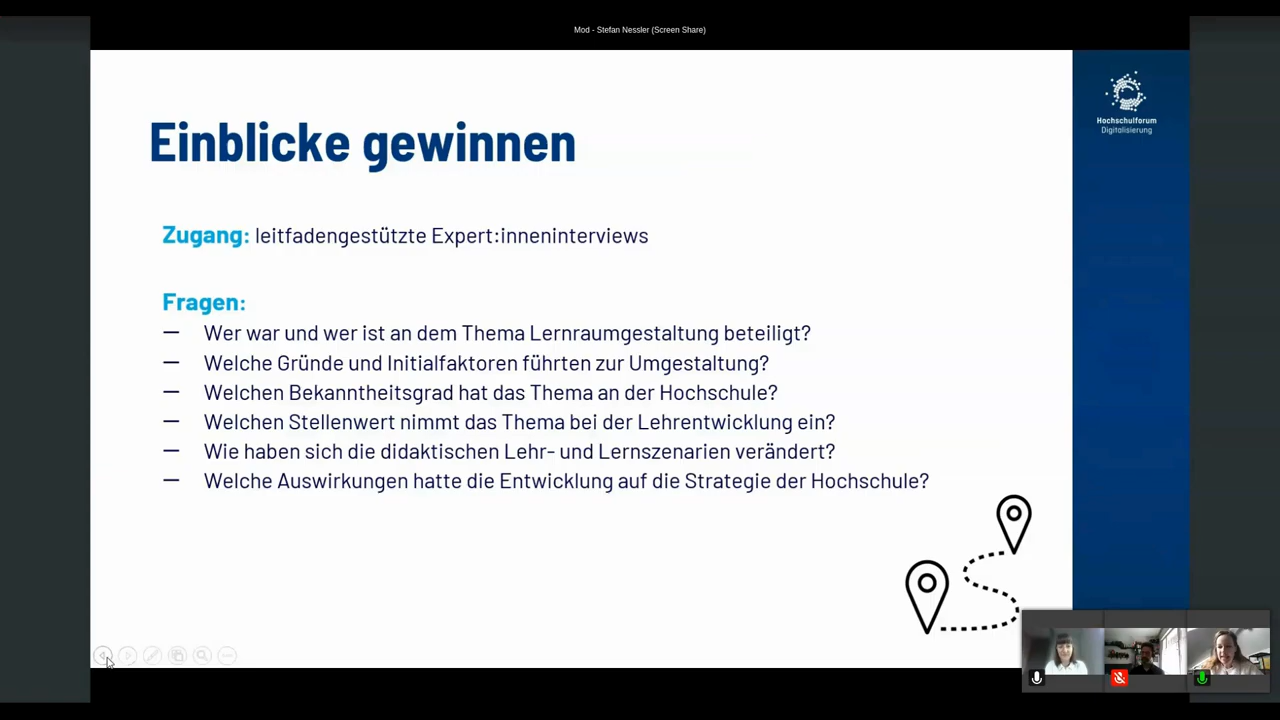 Mod - Stefan Nessler (Screen Share)
Hochschulforum
Digitalisierung
Einblicke gewinnen
Zugang: leitfadengestützte Expert:inneninterviews
Fragen:
— Wer war und wer ist an dem Thema Lernraumgestaltung beteiligt?
— Welche Gründe und Initialfaktoren führten zur Umgestaltung?
— Welchen Bekanntheitsgrad hat das Thema an der Hochschule?
— Welchen Stellenwert nimmt das Thema bei der Lehrentwicklung ein?
— Wie haben sich die didaktischen Lehr- und Lernszenarien verändert?
— Welche Auswirkungen hatte die Entwicklung auf die Strategie der Hochschule?